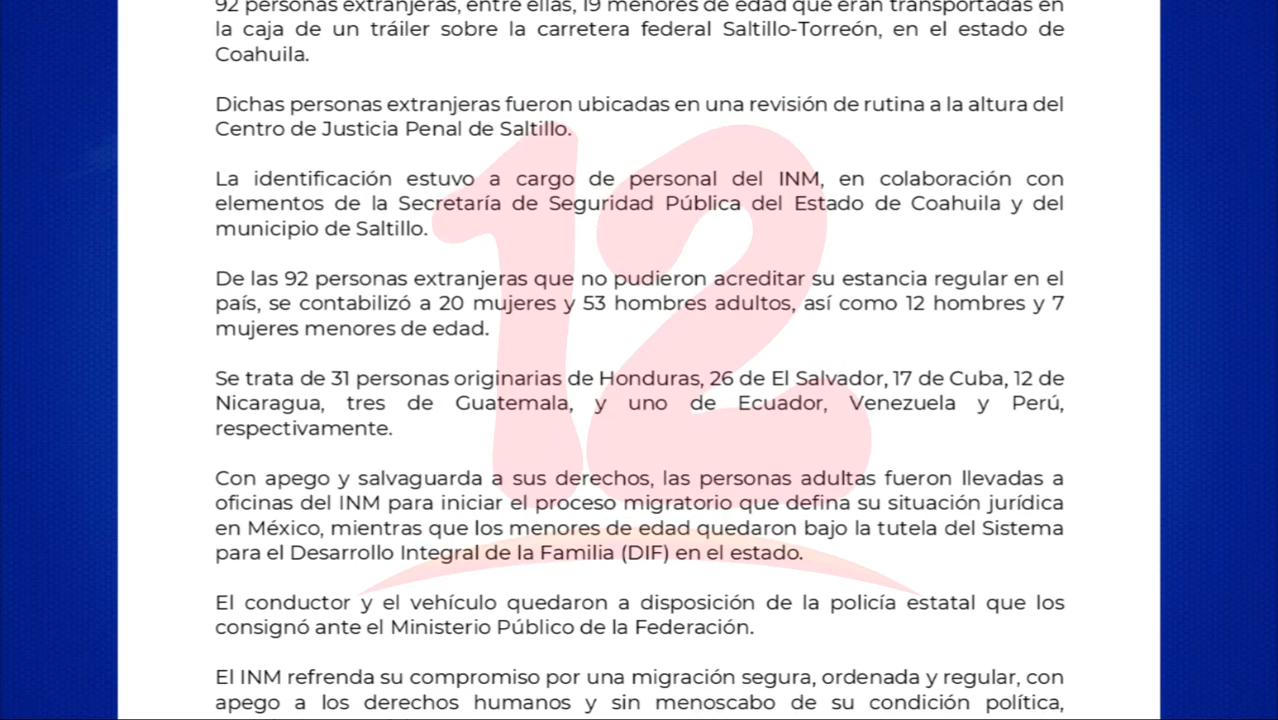 92 personas extranjeras, entre ellas, 19 menores de edad que eran transportadas en
la caja de un tráiler sobre la carretera federal Saltillo-Torreón, en el estado de
Coahuila.
Dichas personas extranjeras fueron ubicadas en una revisión de rutina a la altura del
Centro de Justicia Penal de Saltillo.
La identificación estuvo a cargo de personal del INM, en colaboración con
elementos de la Secretaría de Seguridad Pública del Estado de Coahuila y del
municipio de Saltillo.
De las 92 personas extranjeras que no pudieron acreditar su estancia regular en el
país, se contabilizó a 20 mujeres y 53 hombres adultos, así como 12 hombres y 7
mujeres menores de edad.
Se trata de 31 personas originarias de Honduras, 26 de El Salvador, 17 de Cuba, 12 de
Nicaragua, tres de Guatemala, y uno de Ecuador, Venezuela y Perú,
respectivamente.
Con apego y salvaguarda a sus derechos, las personas adultas fueron llevadas a
oficinas del INM para iniciar el proceso migratorio que defina su situación jurídica
en México, mientras que los menores de edad quedaron bajo la tutela del Sistema
para el Desarrollo Integral de la Familia (DIF) en el estado.
El conductor y el vehículo quedaron a disposición de la policía estatal que los
consignó ante el Ministerio Público de la Federación.
El INM refrenda su compromiso por una migración segura, ordenada y regular, con
apego a los derechos humanos y sin menoscabo de su condición política,
12